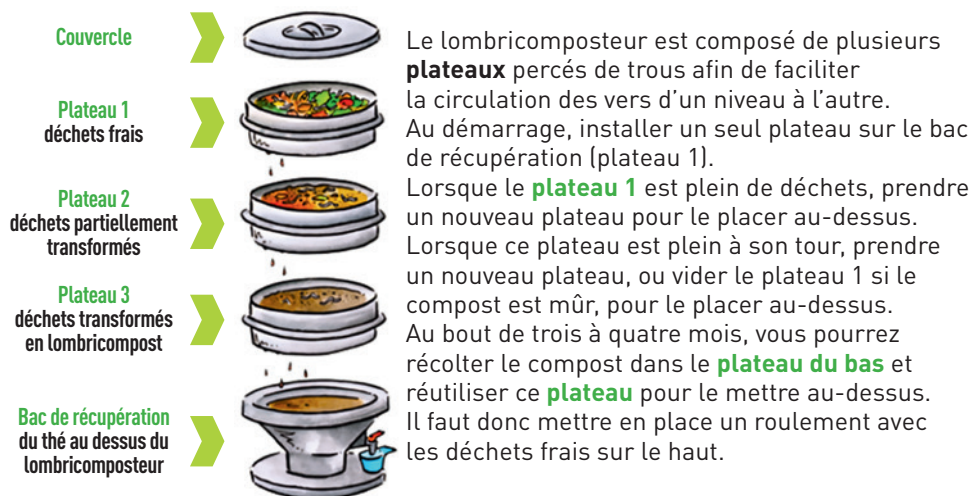 Couvercle
Plateau 1
déchets frais
Plateau 2
déchets partiellement
transformés
Plateau 3
déchets transformés
en lombricompost
Bac de récupération
du thé au dessus du
lombricomposteur
Le lombricomposteur est composé de plusieurs
plateaux percés de trous afin de faciliter
la circulation des vers d’un niveau à l’autre.
Au démarrage, installer un seul plateau sur le bac
de récupération (plateau 1).
Lorsque le plateau 1 est plein de déchets, prendre
un nouveau plateau pour le placer au-dessus.
Lorsque ce plateau est plein à son tour, prendre
un nouveau plateau, ou vider le plateau 1 si le
compost est mûr, pour le placer au-dessus.
Au bout de trois à quatre mois, vous pourrez
récolter le compost dans le plateau du bas et
réutiliser ce plateau pour le mettre au-dessus.
Il faut donc mettre en place un roulement avec
les déchets frais sur le haut.